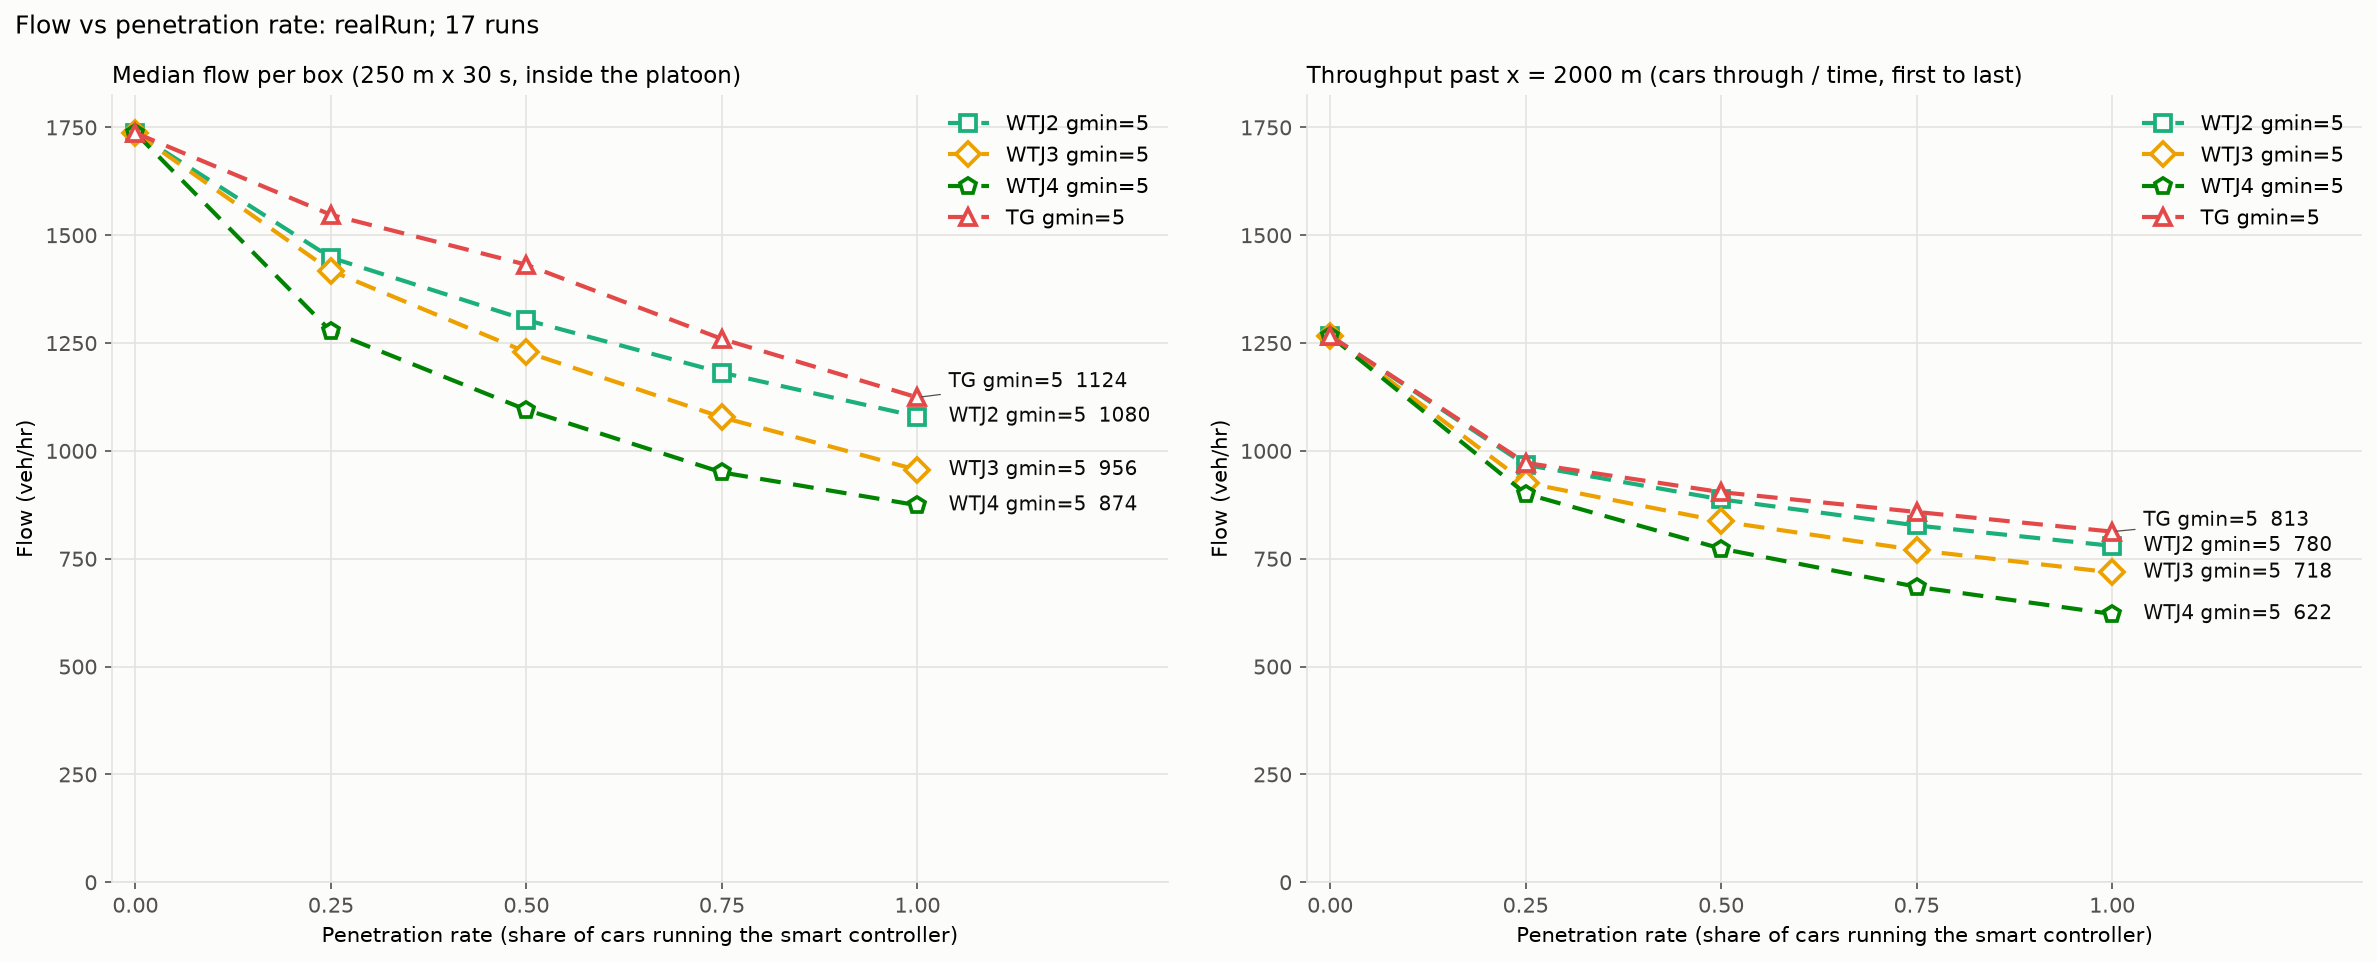 Flow vs penetration rate: realRun; 17 runs
Median flow per box (250 m x 30 s, inside the platoon)
1750
1500
1250
1000
750
500
250
0
Flow (veh/hr)
0.00
0.25
0.50
0.75
1.00
Penetration rate (share of cars running the smart controller)
WTJ2 gmin=5
WTJ3 gmin=5
WTJ4 gmin=5
TG gmin=5
TG gmin=5 1124
WTJ2 gmin=5 1080
WTJ3 gmin=5 956
WTJ4 gmin=5 874
Throughput past x = 2000 m (cars through / time, first to last)
1750
1500
1250
1000
750
500
250
0
Flow (veh/hr)
0.00
0.25
0.50
0.75
1.00
Penetration rate (share of cars running the smart controller)
WTJ2 gmin=5
WTJ3 gmin=5
WTJ4 gmin=5
TG gmin=5
TG gmin=5 813
WTJ2 gmin=5 780
WTJ3 gmin=5 718
WTJ4 gmin=5 622